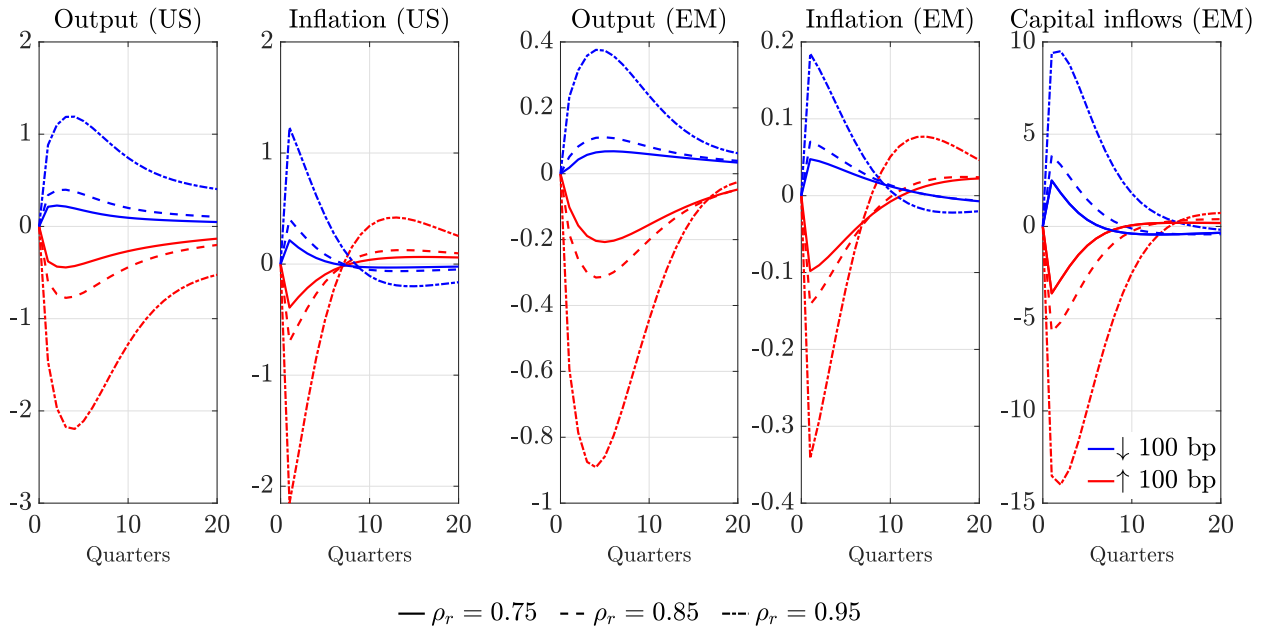 Output (US)
2
1
0
-1
-2
-3
0 10 20
Quarters
Inflation (US)
2
1
0
-1
-2
0 10 20
Quarters
Output (EM)
0.4
0.2
0
-0.2
-0.4
-0.6
-0.8
-1
0 10 20
Quarters
Inflation (EM)
0.2
0.1
0
-0.1
-0.2
-0.3
-0.4
0 10 20
Quarters
Capital inflows (EM)
10
5
0
-5
-10
-15
0 10 20
Quarters
↓ 100 bp
↑ 100 bp
ρ_r = 0.75 ρ_r = 0.85 ρ_r = 0.95